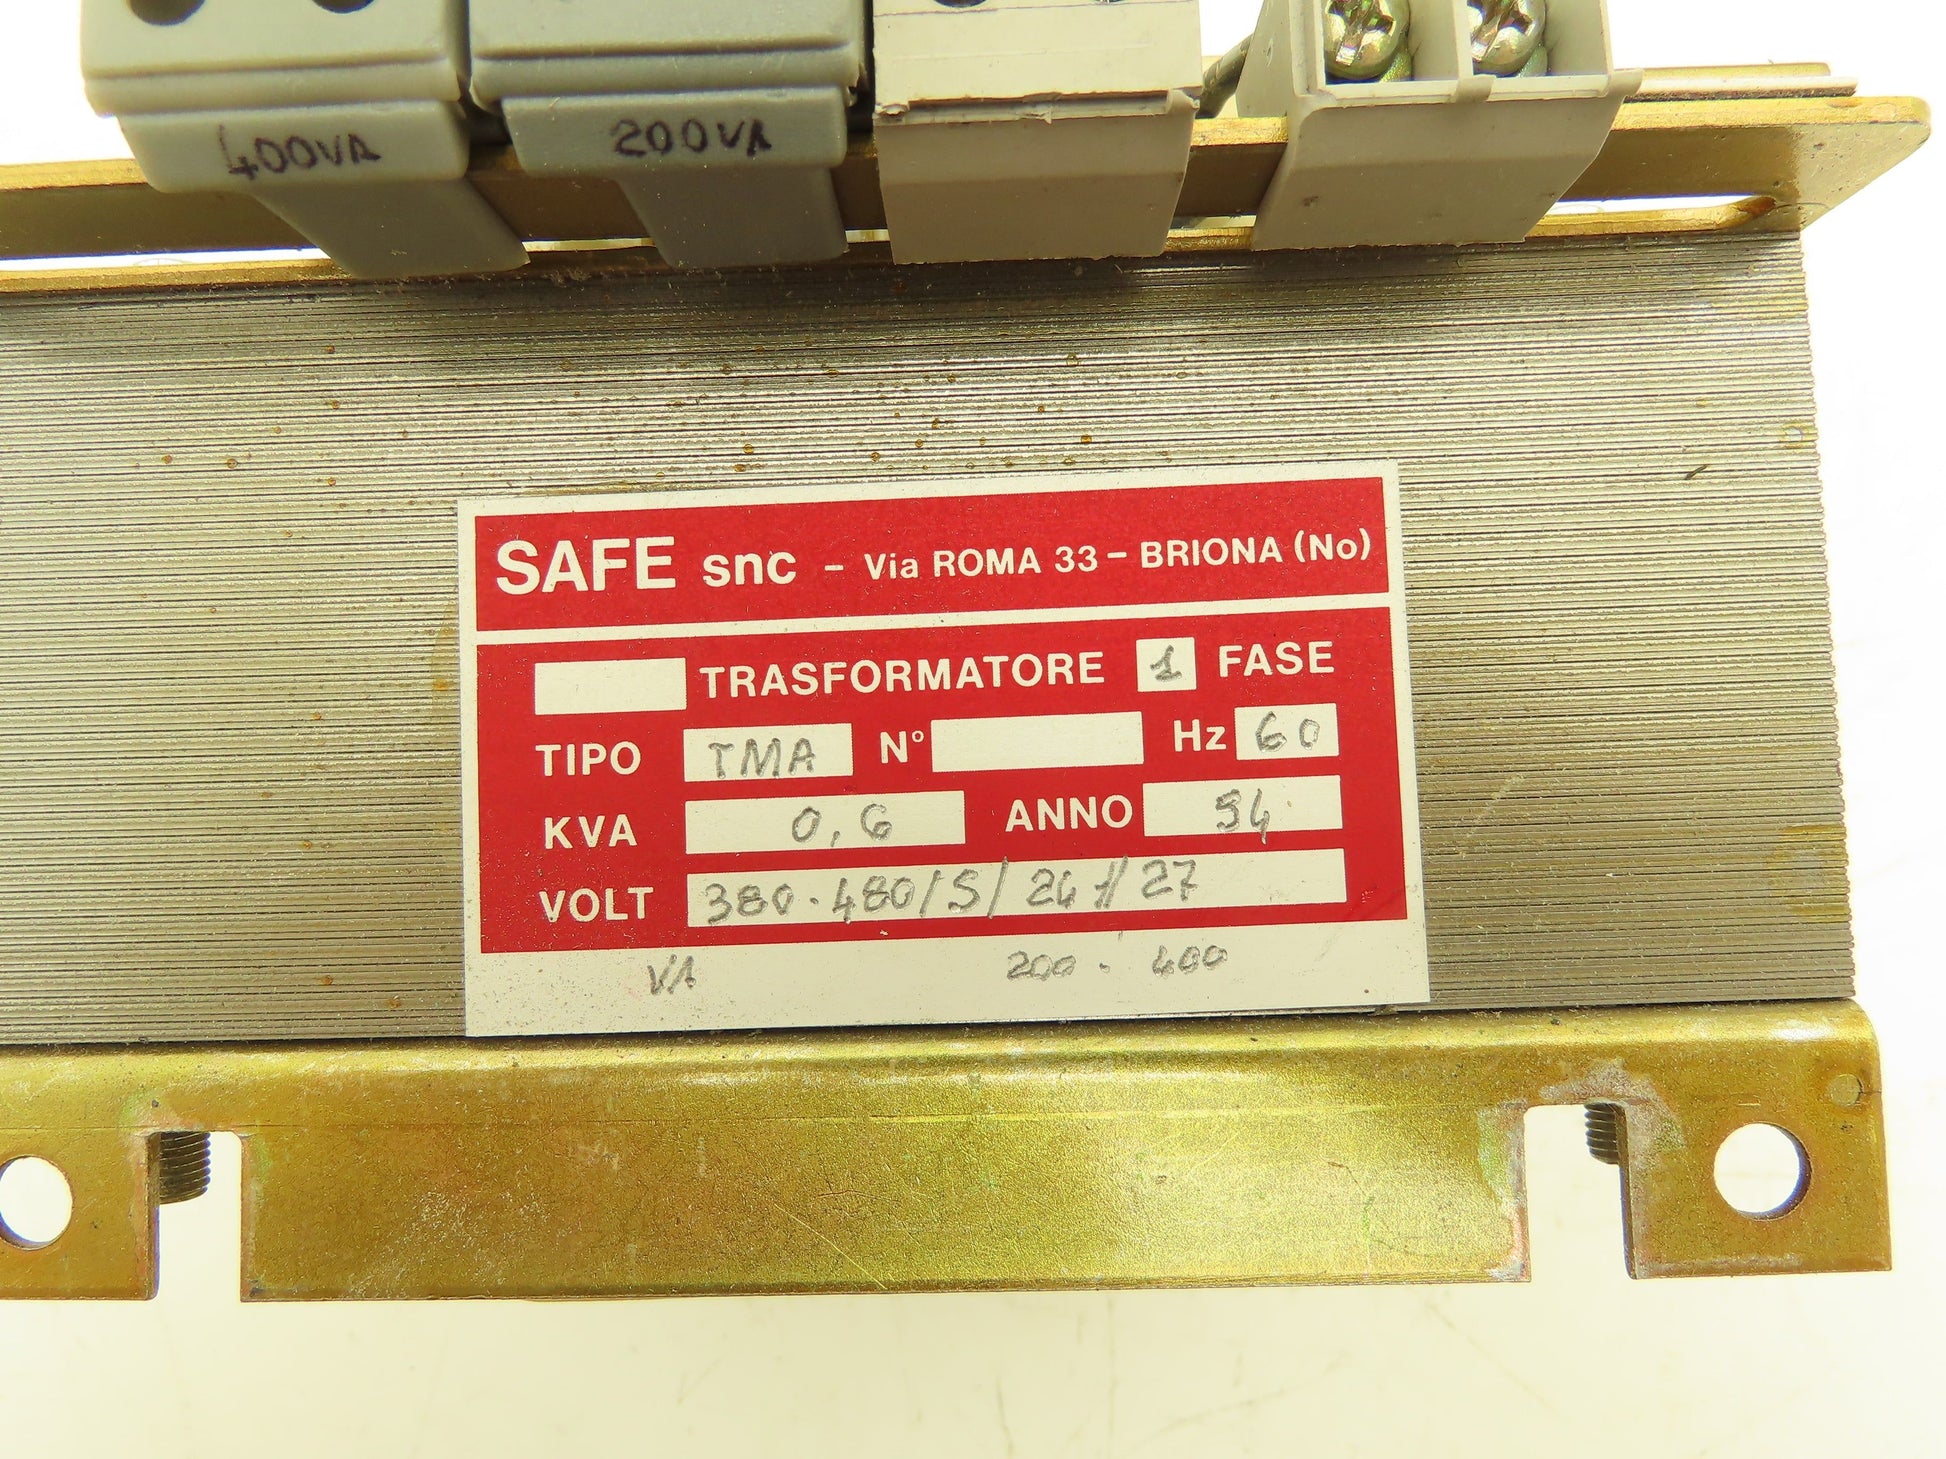 400VA
200VA
SAFE snc - Via ROMA 33 - BRIONA (No)
TRASFORMATORE 1 FASE
TIPO TMA N° Hz 60
KVA 0,6 ANNO 94
VOLT 380-480/S/24//27
VA 200 - 400